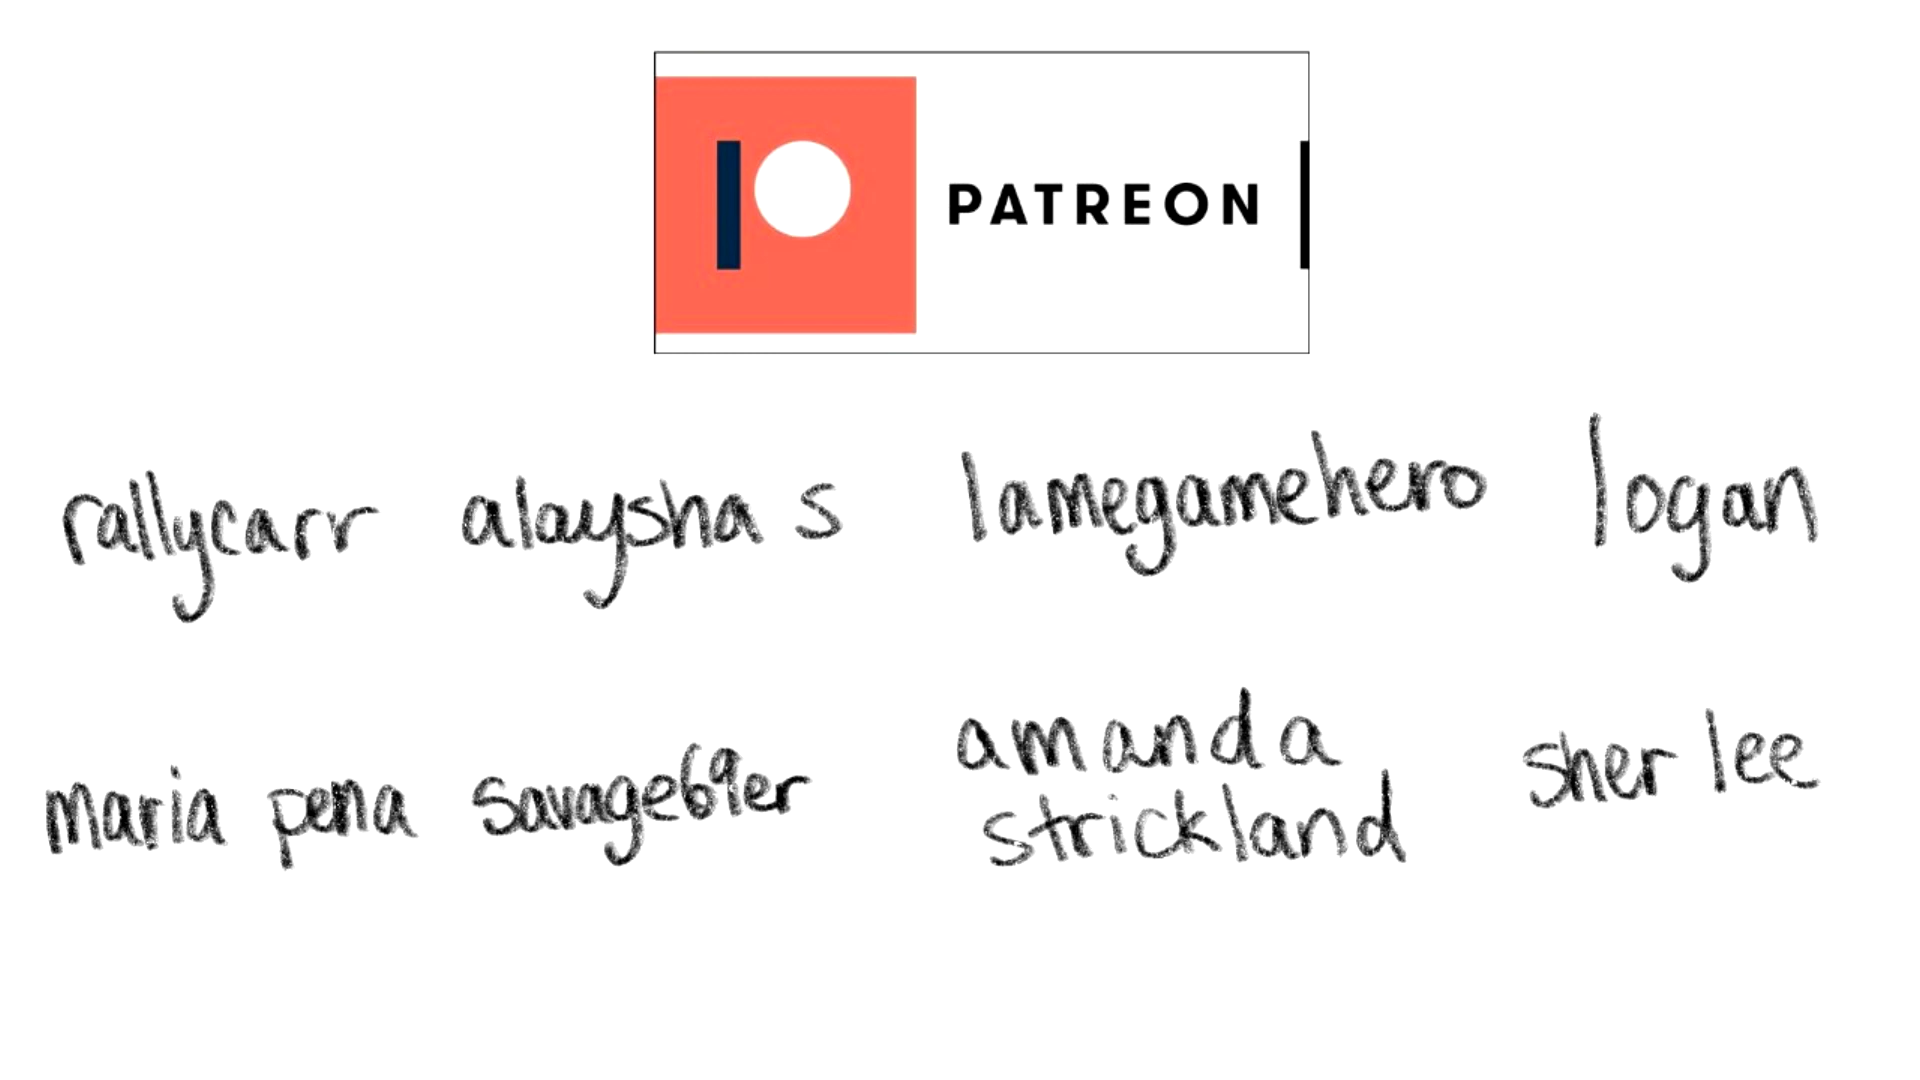 PATREON
rallycarr alaysha s lamegamehero logan
maria pena savage69er amanda strickland sher lee